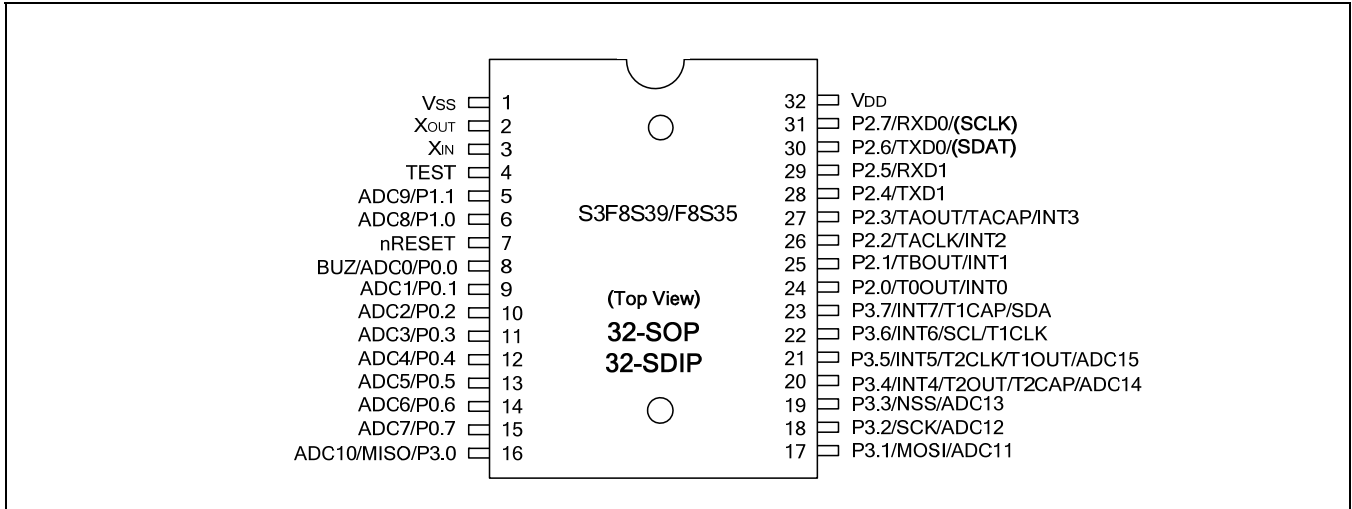 VSS 1
XOUT 2
XIN 3
TEST 4
ADC9/P1.1 5
ADC8/P1.0 6
nRESET 7
BUZ/ADC0/P0.0 8
ADC1/P0.1 9
ADC2/P0.2 10
ADC3/P0.3 11
ADC4/P0.4 12
ADC5/P0.5 13
ADC6/P0.6 14
ADC7/P0.7 15
ADC10/MISO/P3.0 16
S3F8S39/F8S35
(Top View)
32-SOP
32-SDIP
32 VDD
31 P2.7/RXD0/(SCLK)
30 P2.6/TXD0/(SDAT)
29 P2.5/RXD1
28 P2.4/TXD1
27 P2.3/TAOUT/TACAP/INT3
26 P2.2/TACLK/INT2
25 P2.1/TBOUT/INT1
24 P2.0/T0OUT/INT0
23 P3.7/INT7/T1CAP/SDA
22 P3.6/INT6/SCL/T1CLK
21 P3.5/INT5/T2CLK/T1OUT/ADC15
20 P3.4/INT4/T2OUT/T2CAP/ADC14
19 P3.3/NSS/ADC13
18 P3.2/SCK/ADC12
17 P3.1/MOSI/ADC11